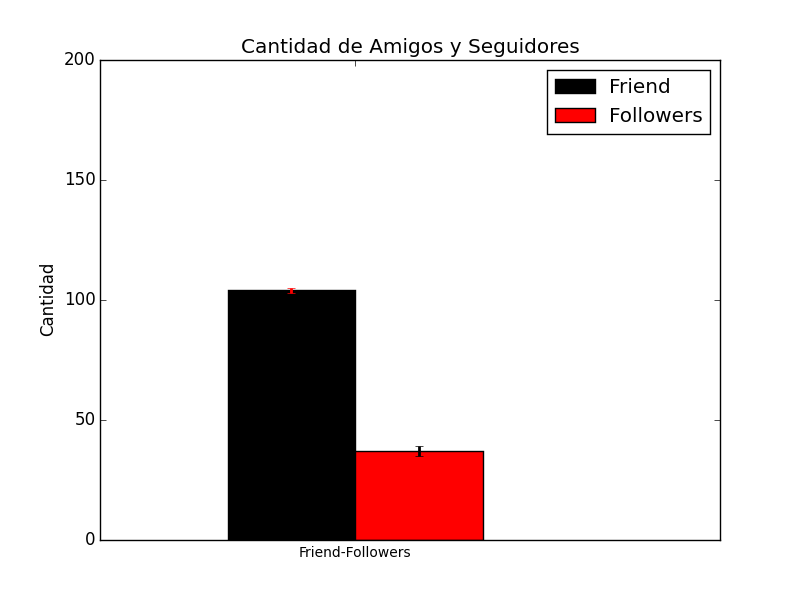 Cantidad de Amigos y Seguidores
200
150
100
50
0
Cantidad
Friend
Followers
Friend-Followers